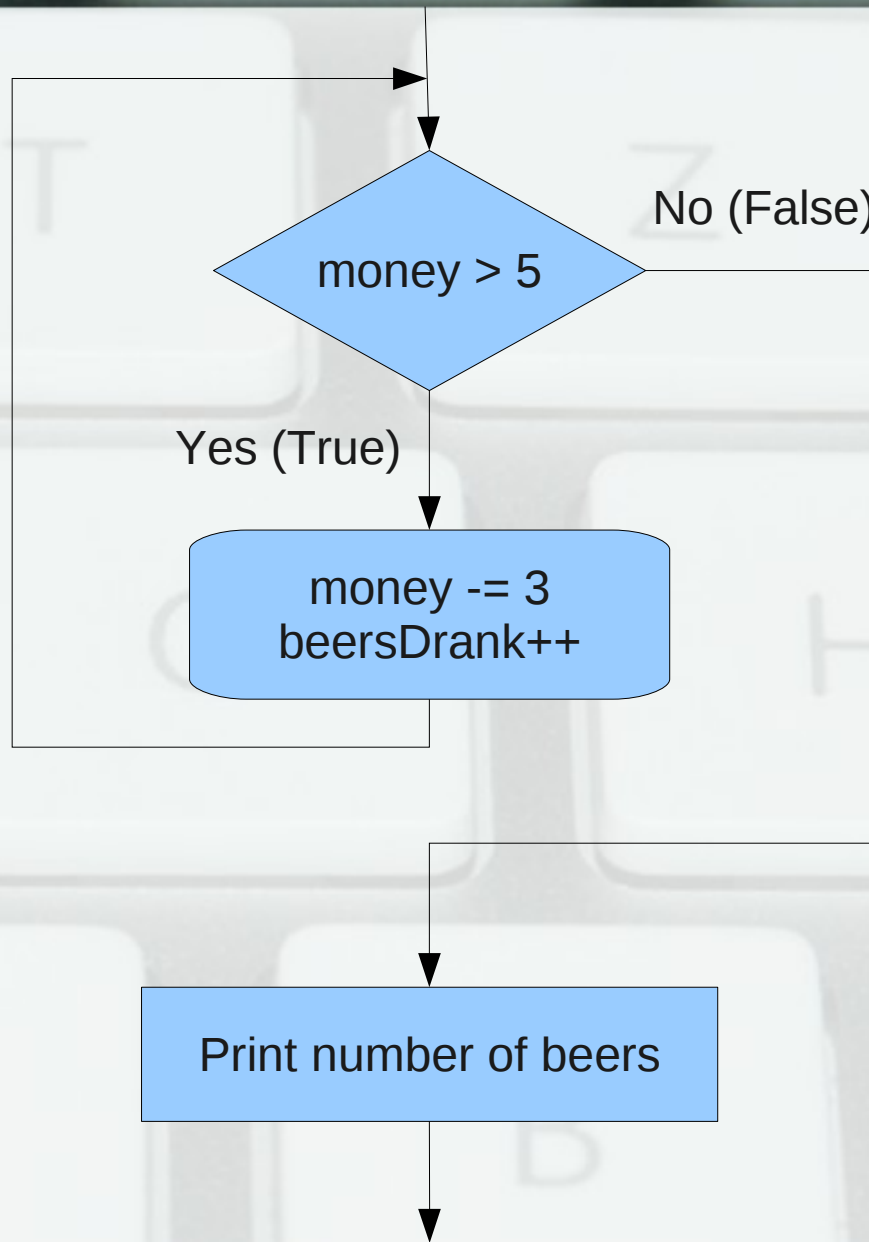 No (False)
money > 5
Yes (True)
money -= 3
beersDrank++
Print number of beers
T
Z
H
B